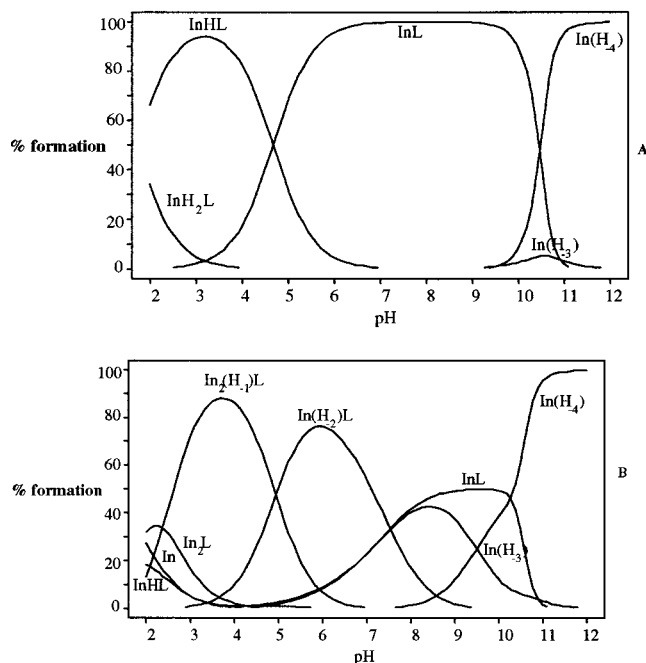 InHL
InL
In(H₋₄)
100
80
60
40
20
0
% formation
A
InH₂L
In(H₋₃)
2 3 4 5 6 7 8 9 10 11 12
pH
In₂(H₋₁)L
In(H₋₂)L
In(H₋₄)
100
80
60
40
20
0
% formation
B
InL
In₂L
In
In(H₋₃)
InHL
2 3 4 5 6 7 8 9 10 11 12
pH